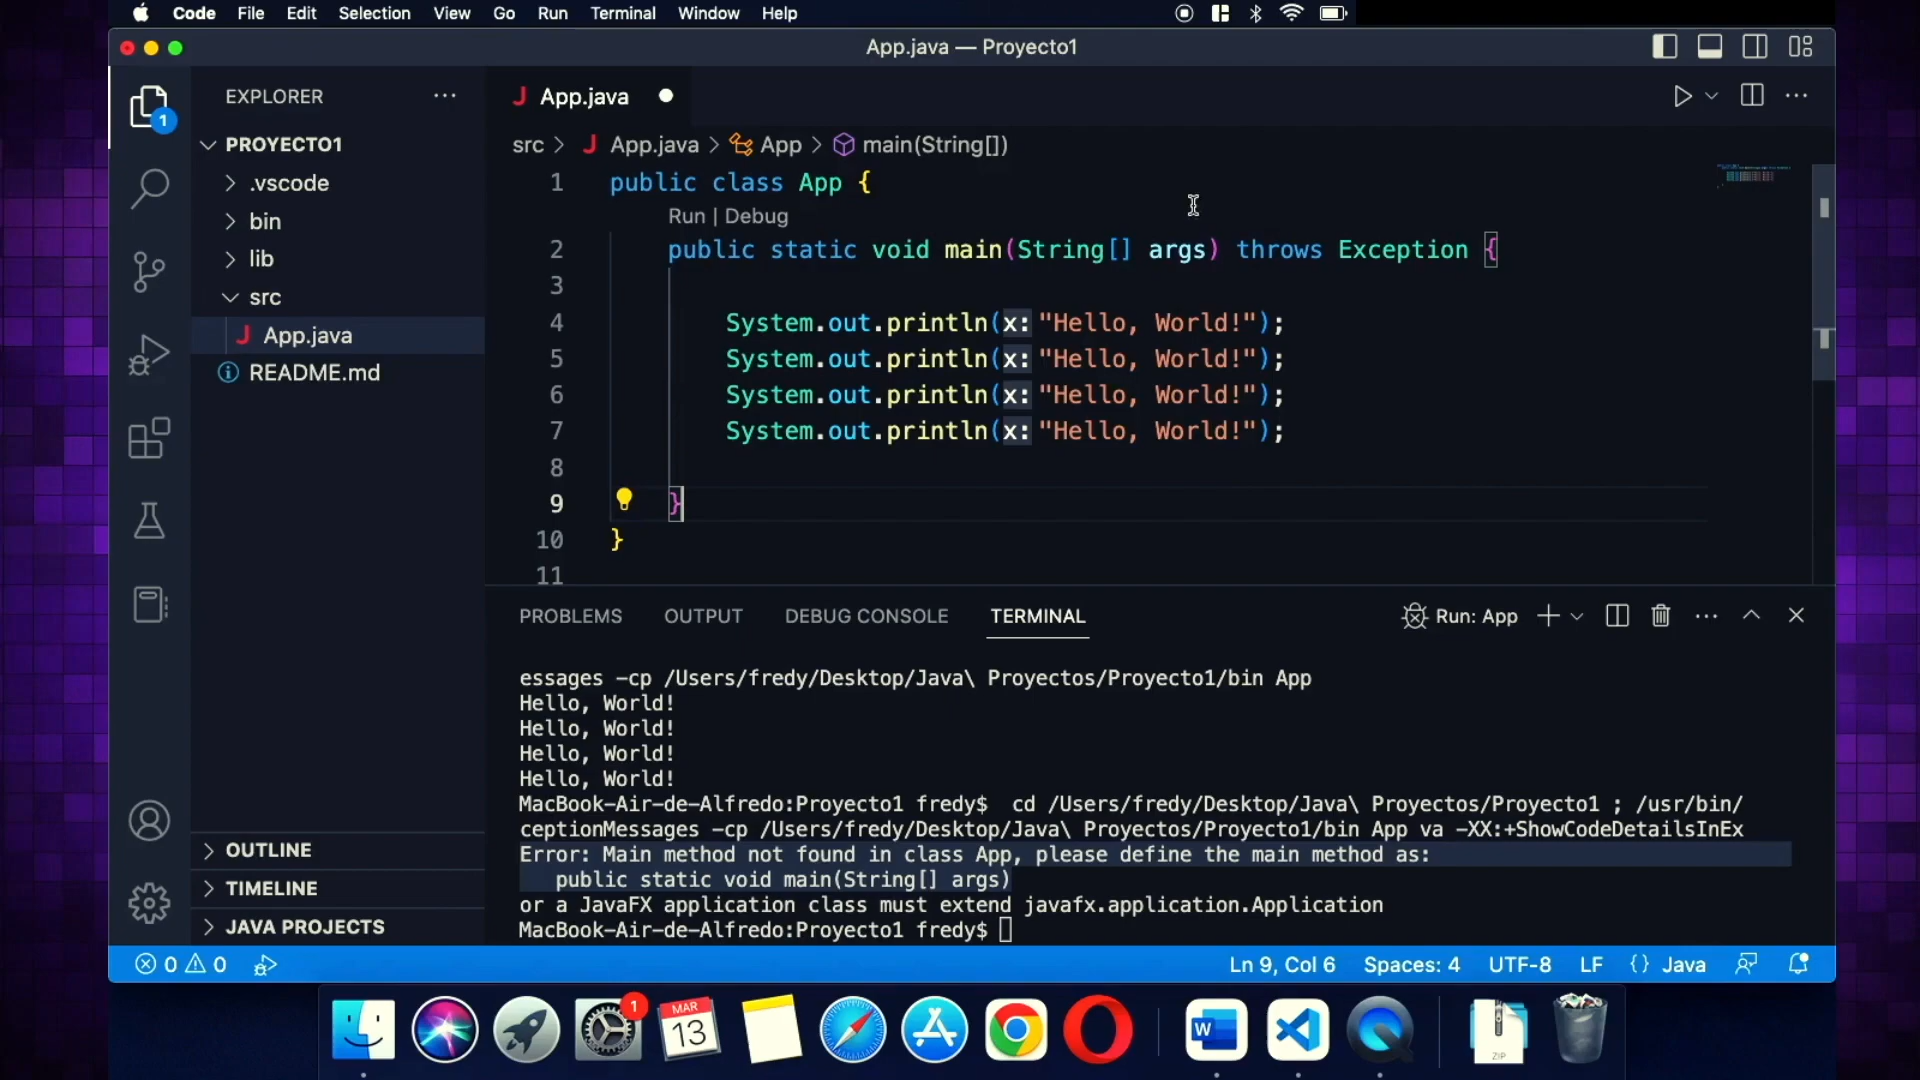 Code File Edit Selection View Go Run Terminal Window Help
App.java — Proyecto1
EXPLORER ···
1
App.java
PROYECTO1
src > App.java > App > main(String[])
.vscode
bin
lib
src
App.java
README.md
1 public class App {
Run | Debug
2 public static void main(String[] args) throws Exception {
3
4 System.out.println(x:"Hello, World!");
5 System.out.println(x:"Hello, World!");
6 System.out.println(x:"Hello, World!");
7 System.out.println(x:"Hello, World!");
8
9 }
10 }
11
PROBLEMS OUTPUT DEBUG CONSOLE TERMINAL Run: App
essages -cp /Users/fredy/Desktop/Java\ Proyectos/Proyecto1/bin App
Hello, World!
Hello, World!
Hello, World!
Hello, World!
MacBook-Air-de-Alfredo:Proyecto1 fredy$  cd /Users/fredy/Desktop/Java\ Proyectos/Proyecto1 ; /usr/bin/
ceptionMessages -cp /Users/fredy/Desktop/Java\ Proyectos/Proyecto1/bin App va -XX:+ShowCodeDetailsInEx
Error: Main method not found in class App, please define the main method as:
public static void main(String[] args)
or a JavaFX application class must extend javafx.application.Application
MacBook-Air-de-Alfredo:Proyecto1 fredy$
OUTLINE
TIMELINE
JAVA PROJECTS
0 0 Ln 9, Col 6 Spaces: 4 UTF-8 LF {} Java
1
MAR
13
W
ZIP